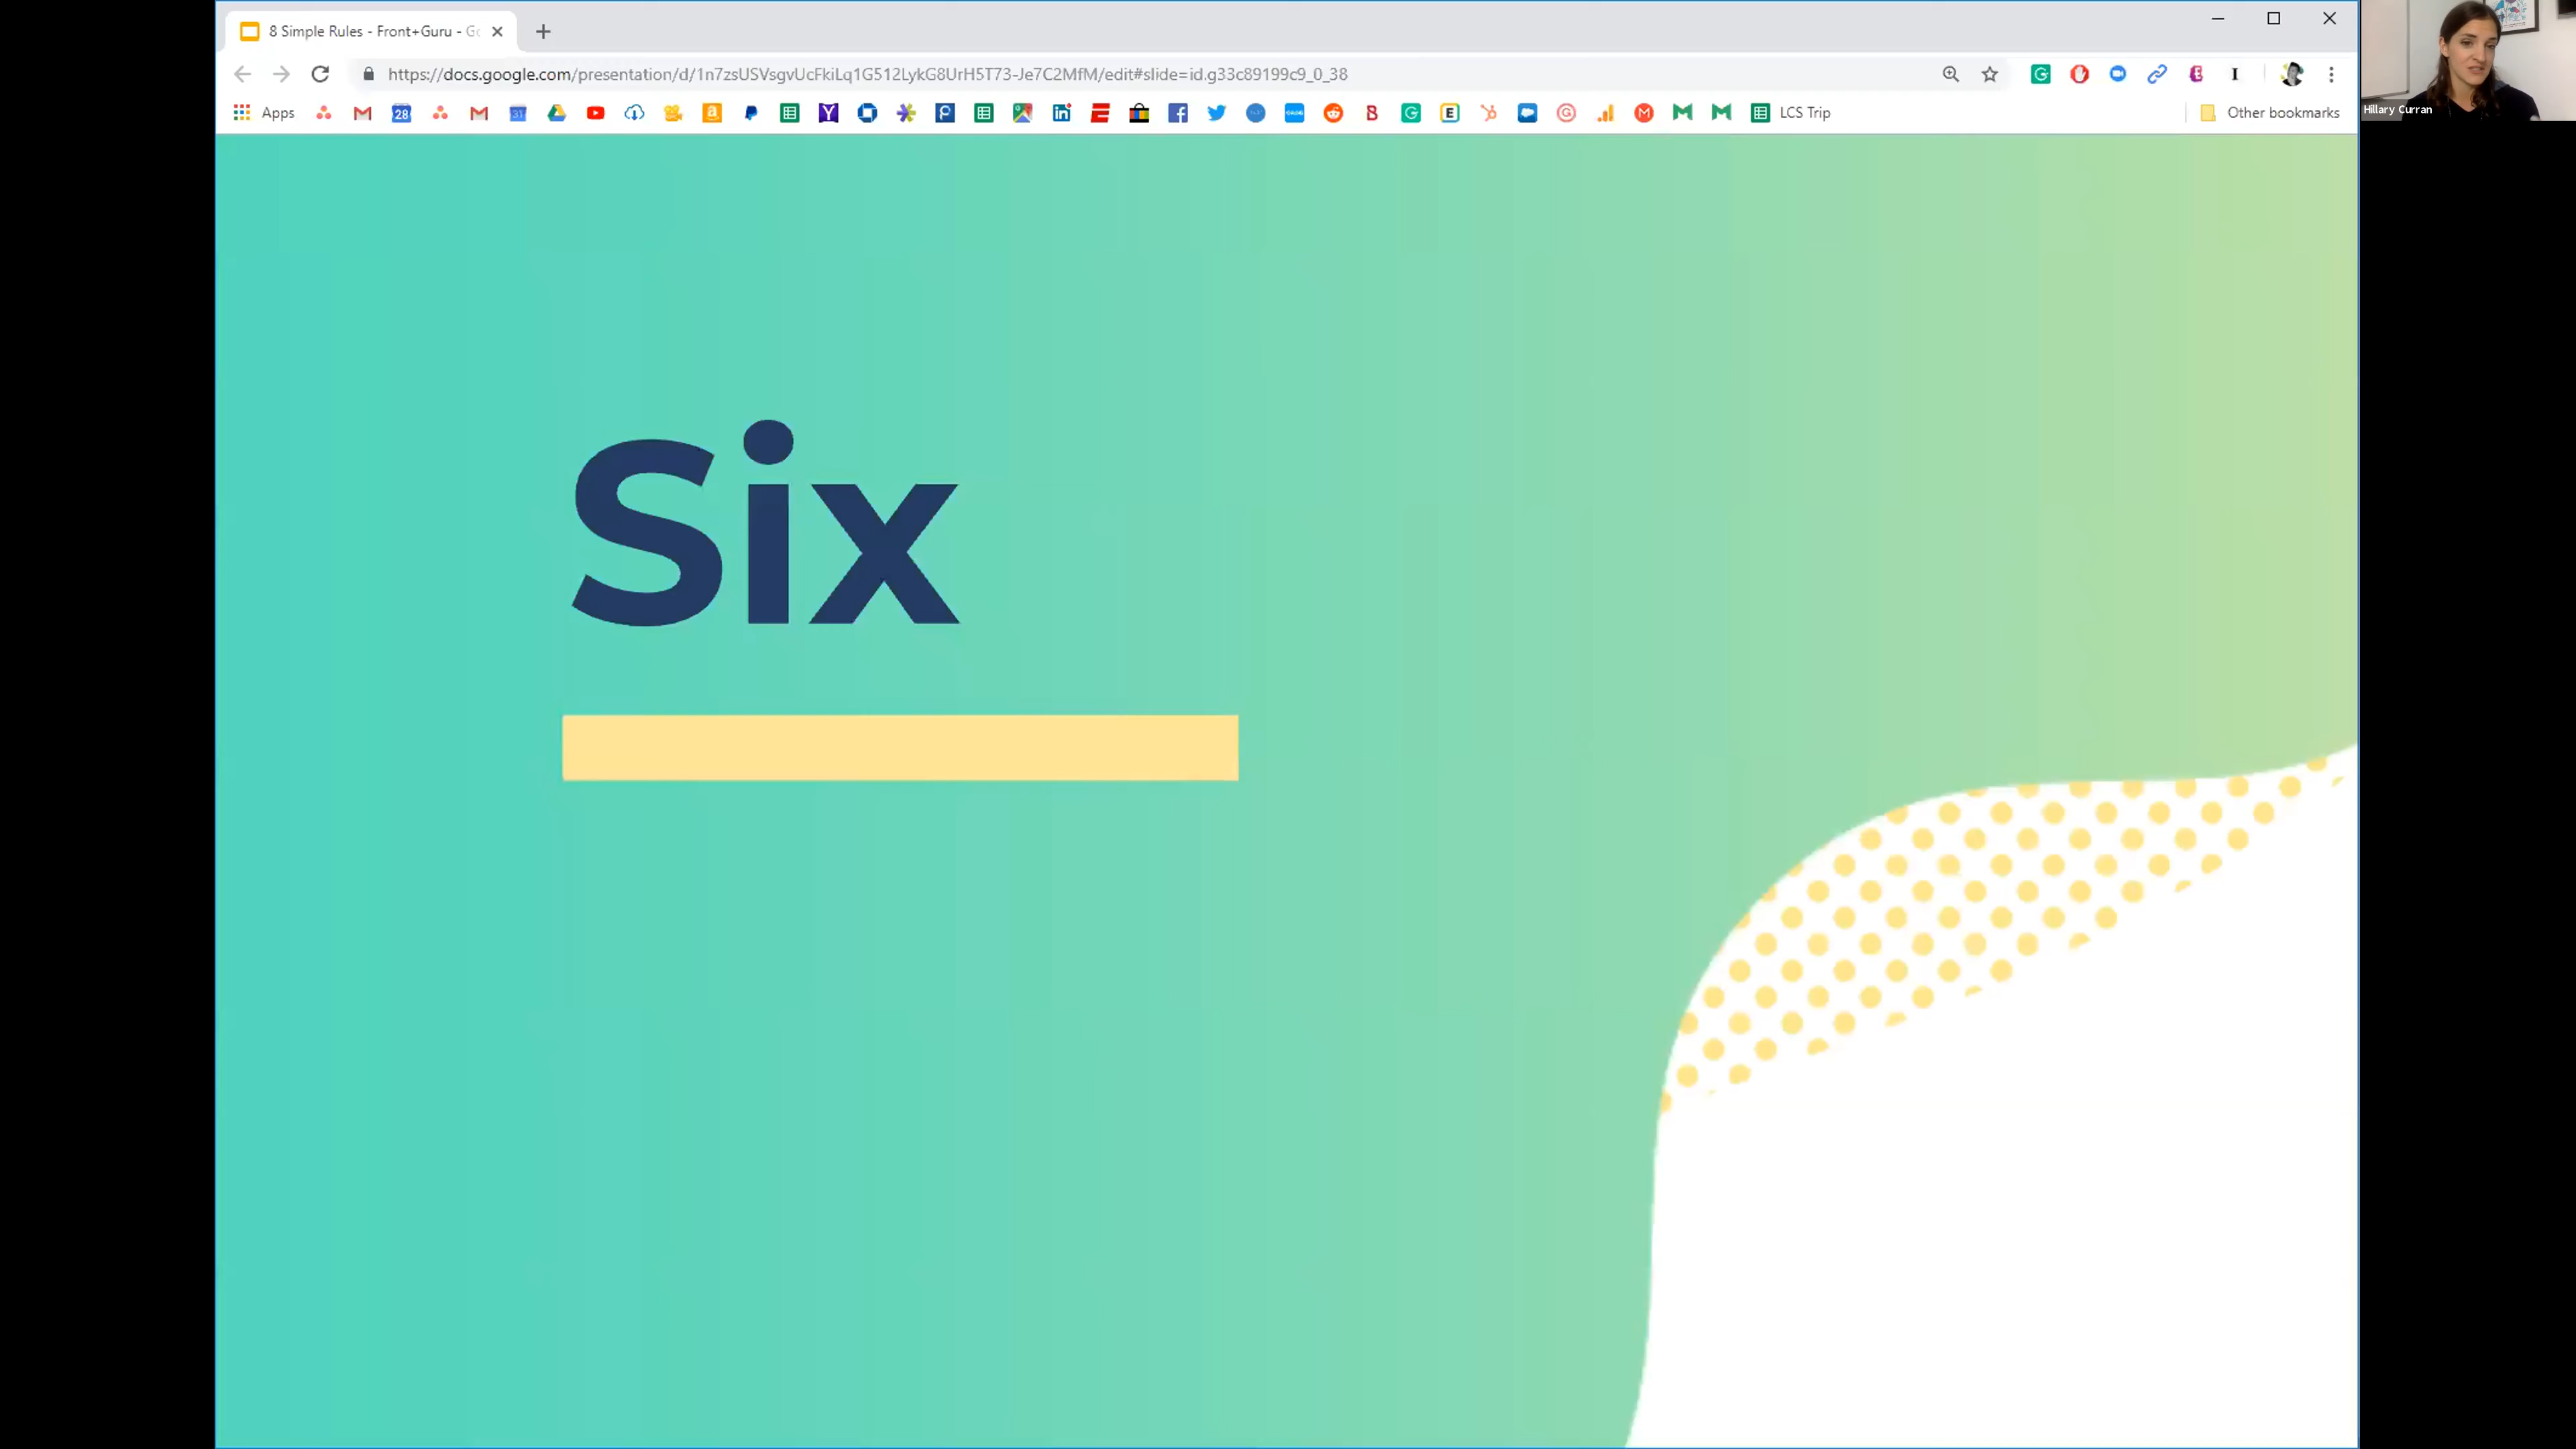 8 Simple Rules - Front+Guru - Go
https://docs.google.com/presentation/d/1n7zsUSVsgvUcFkiLq1G512LykG8UrH5T73-Je7C2MfM/edit#slide=id.g33c89199c9_0_38
Apps
LCS Trip
Other bookmarks
Hillary Curran
Six